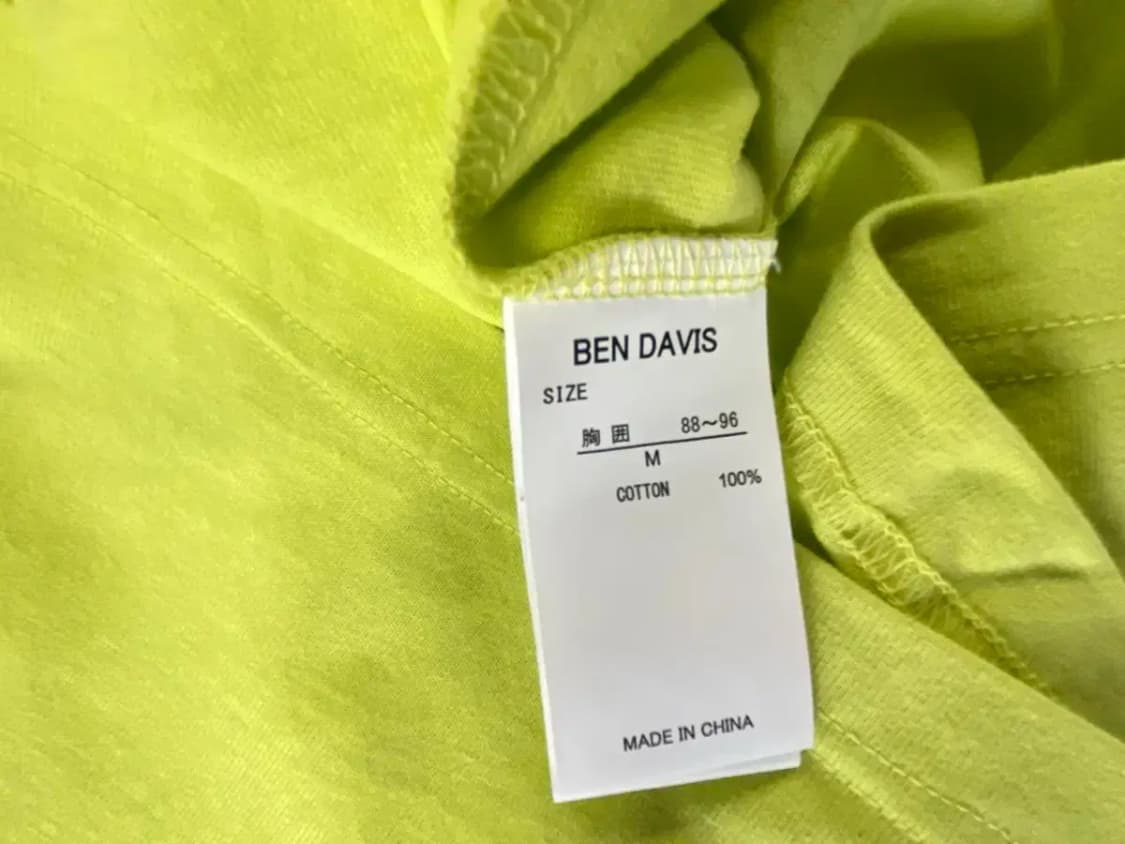 BEN DAVIS
SIZE
胸囲 88～96
M
COTTON 100%
MADE IN CHINA